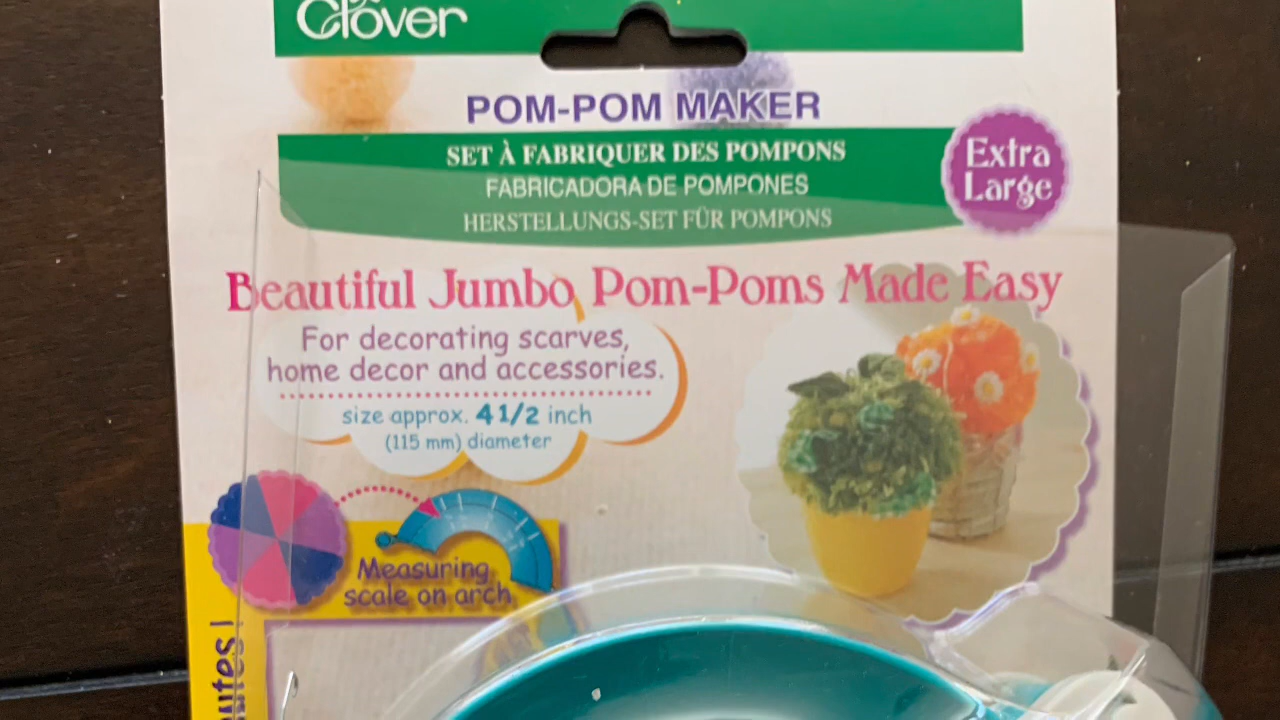 Clover
POM-POM MAKER
SET À FABRIQUER DES POMPONS
FABRICADORA DE POMPONES
HERSTELLUNGS-SET FÜR POMPONS
Extra
Large
Beautiful Jumbo Pom-Poms Made Easy
For decorating scarves,
home decor and accessories.
size approx. 4 1/2 inch
(115 mm) diameter
Measuring
scale on arch